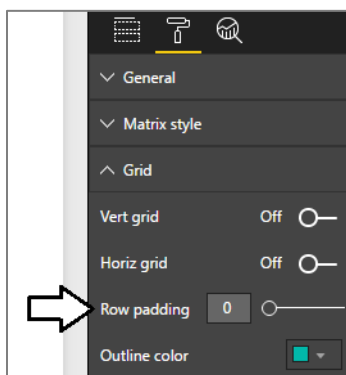 General
Matrix style
Grid
Vert grid Off
Horiz grid Off
Row padding 0
Outline color